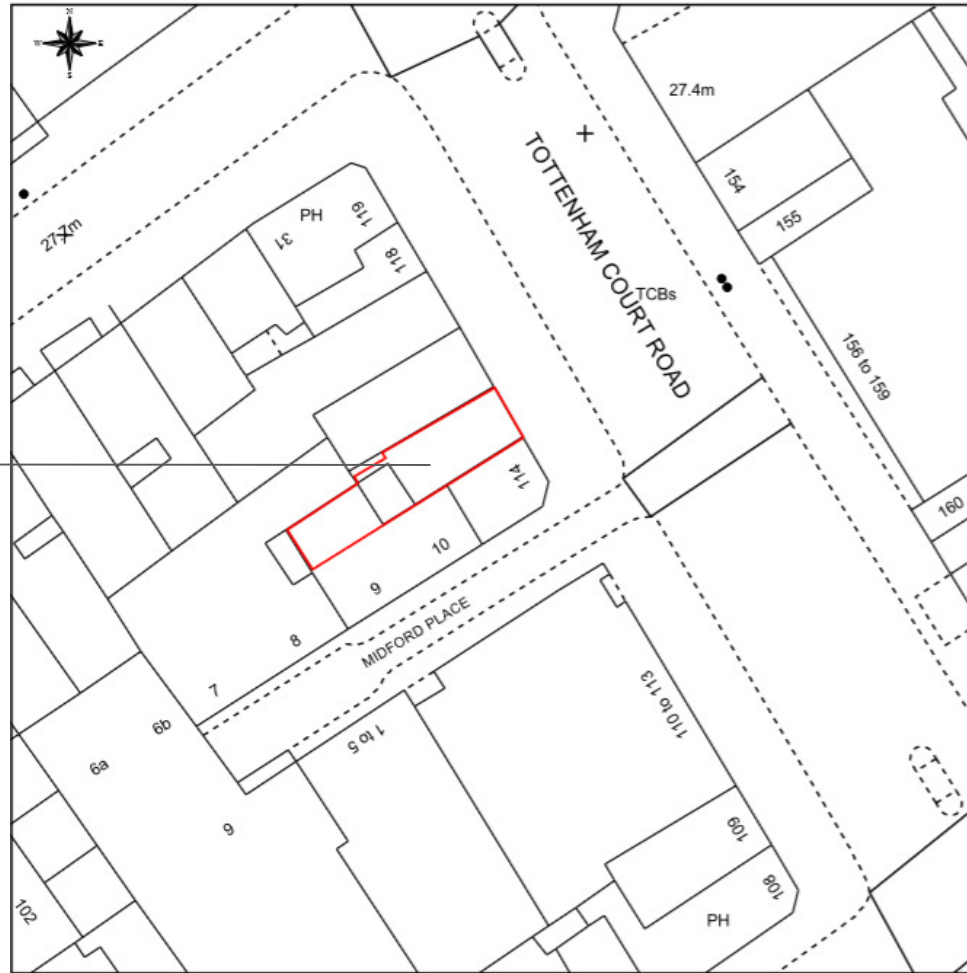 N
W E
S
27.4m
TOTTENHAM COURT ROAD
154
155
PH
119
31
118
27.7m
TCBs
156 to 159
114
160
10
9
8
MIDFORD PLACE
7
110 to 113
1 to 5
6b
6a
9
109
108
102
PH